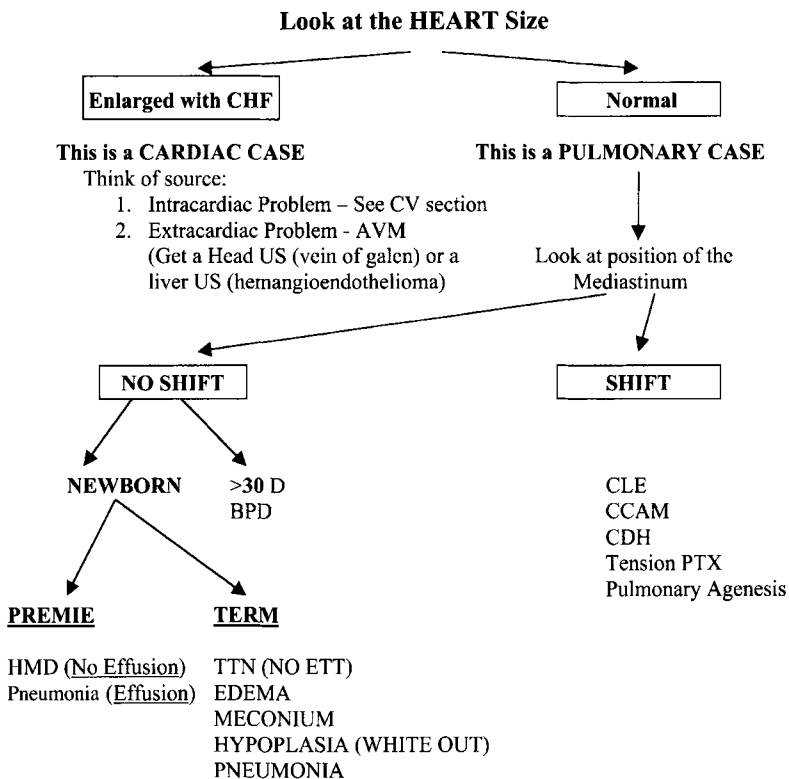 Look at the HEART Size
Enlarged with CHF
Normal
This is a CARDIAC CASE
Think of source:
1. Intracardiac Problem – See CV section
2. Extracardiac Problem - AVM
(Get a Head US (vein of galen) or a
liver US (hemangioendothelioma)
This is a PULMONARY CASE
Look at position of the
Mediastinum
NO SHIFT
SHIFT
NEWBORN
>30 D
BPD
CLE
CCAM
CDH
Tension PTX
Pulmonary Agenesis
PREMIE
HMD (No Effusion)
Pneumonia (Effusion)
TERM
TTN (NO ETT)
EDEMA
MECONIUM
HYPOPLASIA (WHITE OUT)
PNEUMONIA